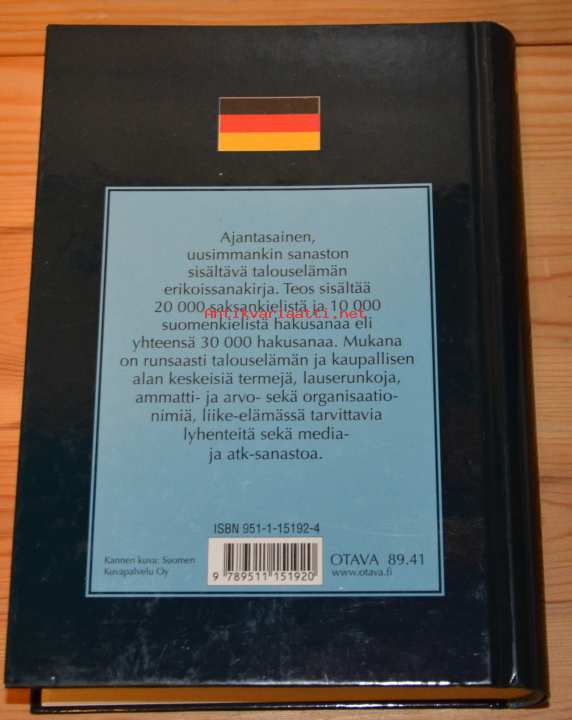 Ajantasainen,
uusimmankin sanaston
sisältävä talouselämän
erikoissanakirja. Teos sisältää
20 000 saksankielistä ja 10 000
Antikvariaatti.net
suomenkielistä hakusanaa eli
yhteensä 30 000 hakusanaa. Mukana
on runsaasti talouselämän ja kaupallisen
alan keskeisiä termejä, lauserunkoja,
ammatti- ja arvo- sekä organisaatio-
nimiä, liike-elämässä tarvittavia
lyhenteitä sekä media-
ja atk-sanastoa.
ISBN 951-1-15192-4
Kannen kuva: Suomen
Kuvapalvelu Oy
9 789511 151920
OTAVA 89.41
www.otava.fi